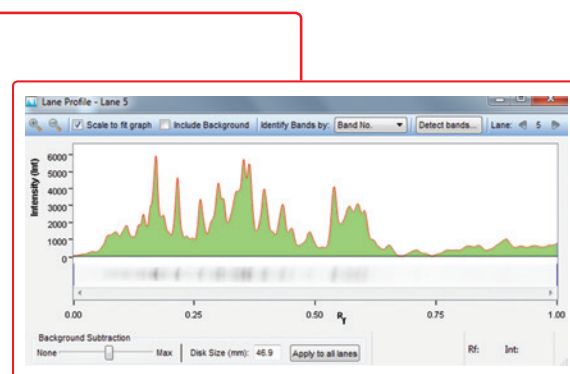 Lane Profile - Lane 5
Scale to fit graph Include Background Identify Bands by: Band No. Detect bands... Lane: 5
Intensity (Int)
6000
5000
4000
3000
2000
1000
0
0.00 0.25 0.50 0.75 1.00
Rf
Background Subtraction
None Max Disk Size (mm): 46.9 Apply to all lanes Rf: Int: